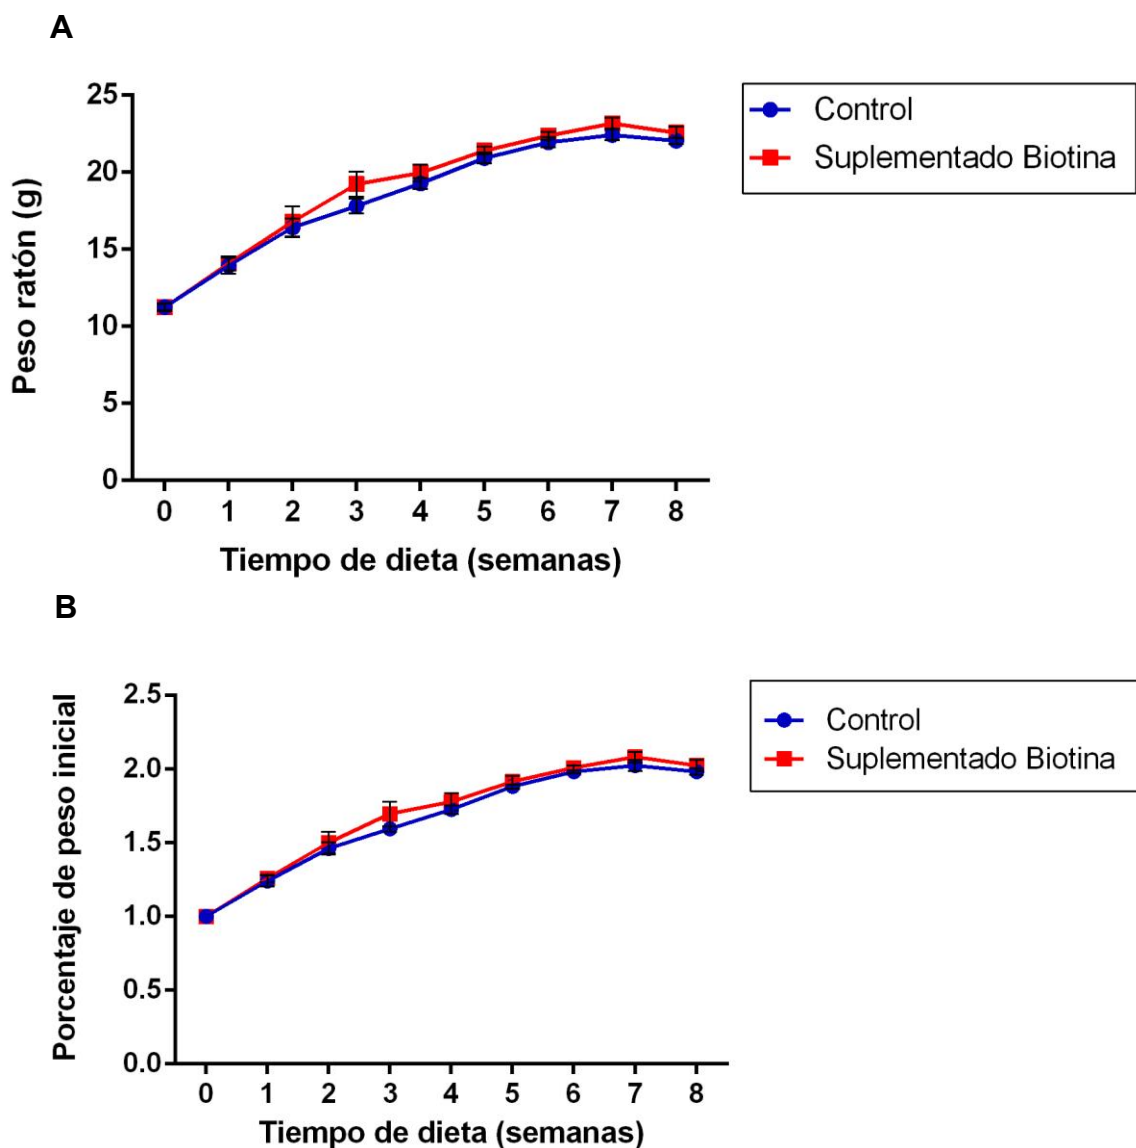 A
Control
Suplementado Biotina
Peso ratón (g)
25
20
15
10
5
0
0 1 2 3 4 5 6 7 8
Tiempo de dieta (semanas)
B
Control
Suplementado Biotina
Porcentaje de peso inicial
2.5
2.0
1.5
1.0
0.5
0.0
0 1 2 3 4 5 6 7 8
Tiempo de dieta (semanas)